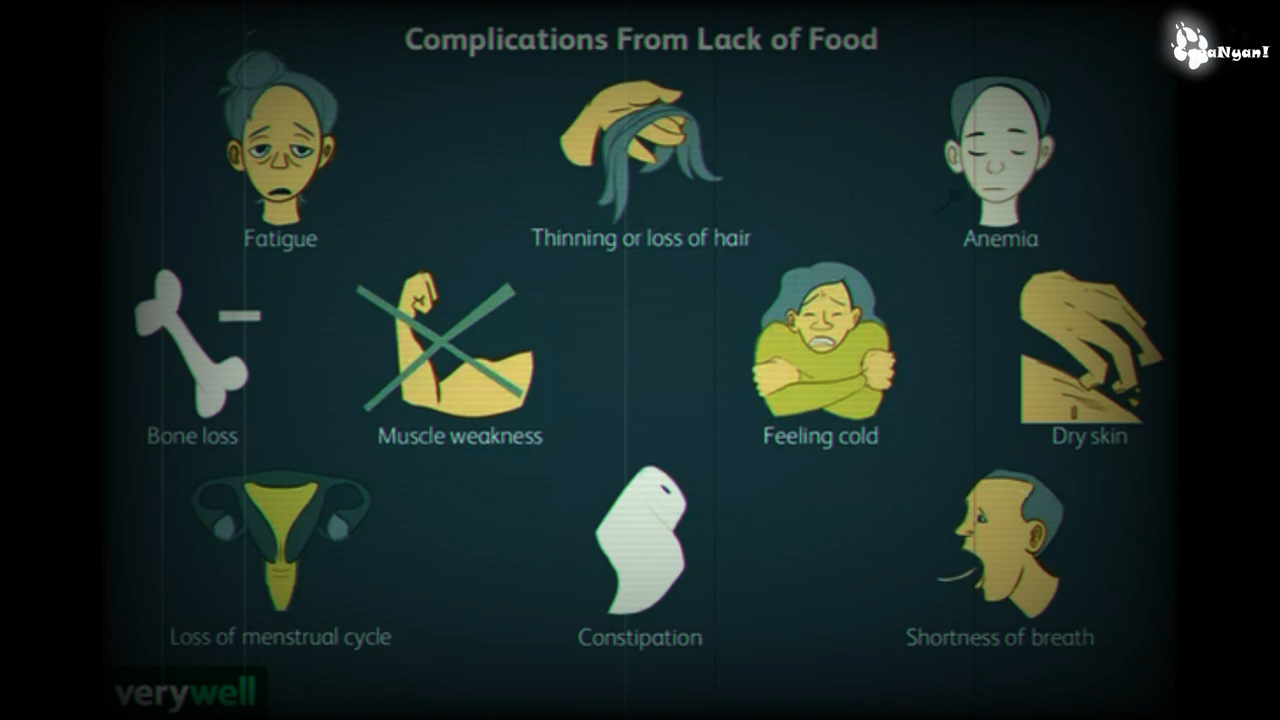 Complications From Lack of Food
Fatigue
Thinning or loss of hair
Anemia
Bone loss
Muscle weakness
Feeling cold
Dry skin
Loss of menstrual cycle
Constipation
Shortness of breath
verywell